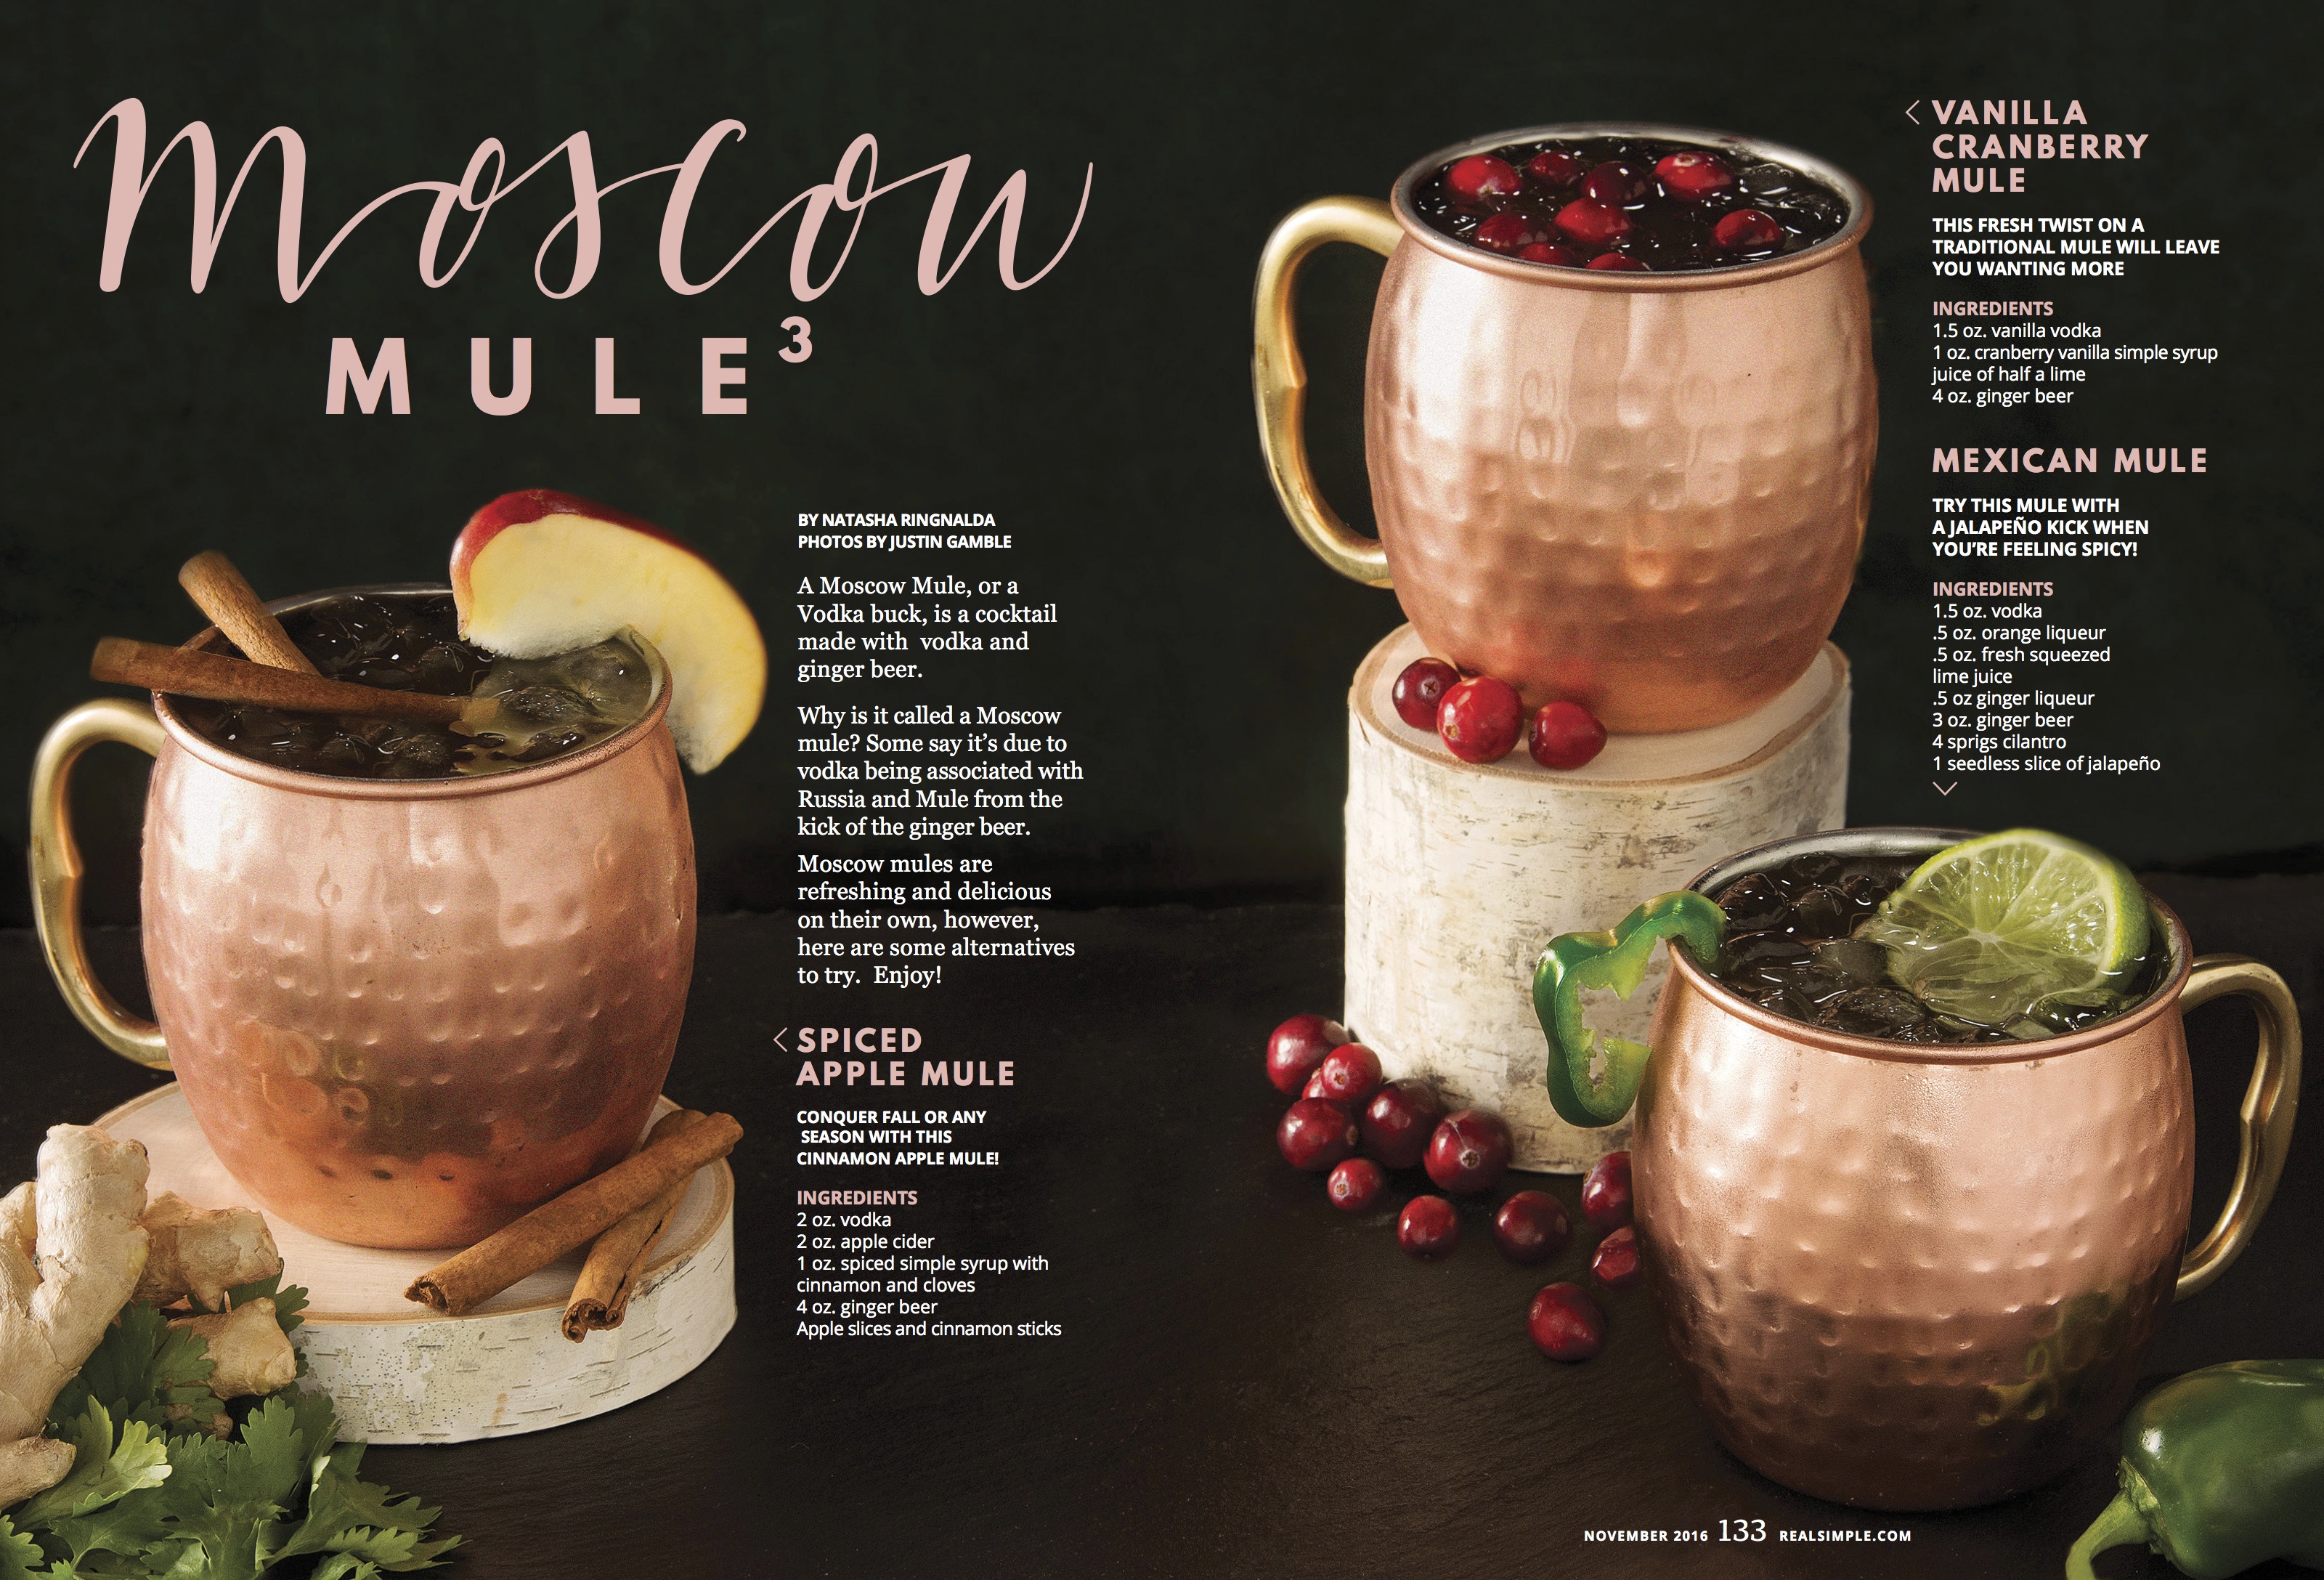 Moscow
MULE³
BY NATASHA RINGNALDA
PHOTOS BY JUSTIN GAMBLE
A Moscow Mule, or a
Vodka buck, is a cocktail
made with  vodka and
ginger beer.
Why is it called a Moscow
mule? Some say it’s due to
vodka being associated with
Russia and Mule from the
kick of the ginger beer.
Moscow mules are
refreshing and delicious
on their own, however,
here are some alternatives
to try.  Enjoy!
SPICED
APPLE MULE
CONQUER FALL OR ANY
SEASON WITH THIS
CINNAMON APPLE MULE!
INGREDIENTS
2 oz. vodka
2 oz. apple cider
1 oz. spiced simple syrup with
cinnamon and cloves
4 oz. ginger beer
Apple slices and cinnamon sticks
VANILLA
CRANBERRY
MULE
THIS FRESH TWIST ON A
TRADITIONAL MULE WILL LEAVE
YOU WANTING MORE
INGREDIENTS
1.5 oz. vanilla vodka
1 oz. cranberry vanilla simple syrup
juice of half a lime
4 oz. ginger beer
MEXICAN MULE
TRY THIS MULE WITH
A JALAPEÑO KICK WHEN
YOU’RE FEELING SPICY!
INGREDIENTS
1.5 oz. vodka
.5 oz. orange liqueur
.5 oz. fresh squeezed
lime juice
.5 oz ginger liqueur
3 oz. ginger beer
4 sprigs cilantro
1 seedless slice of jalapeño
NOVEMBER 2016 133 REALSIMPLE.COM